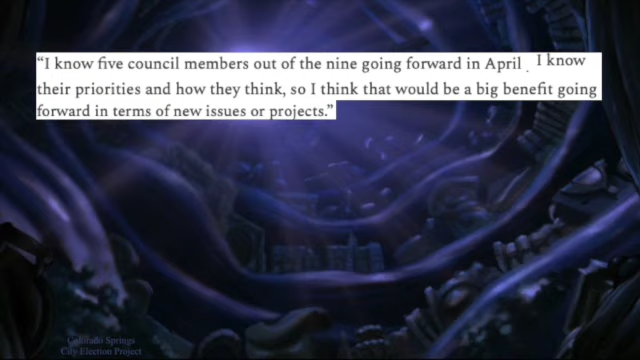 “I know five council members out of the nine going forward in April . I know
their priorities and how they think, so I think that would be a big benefit going
forward in terms of new issues or projects.”
Colorado Springs
City Election Project